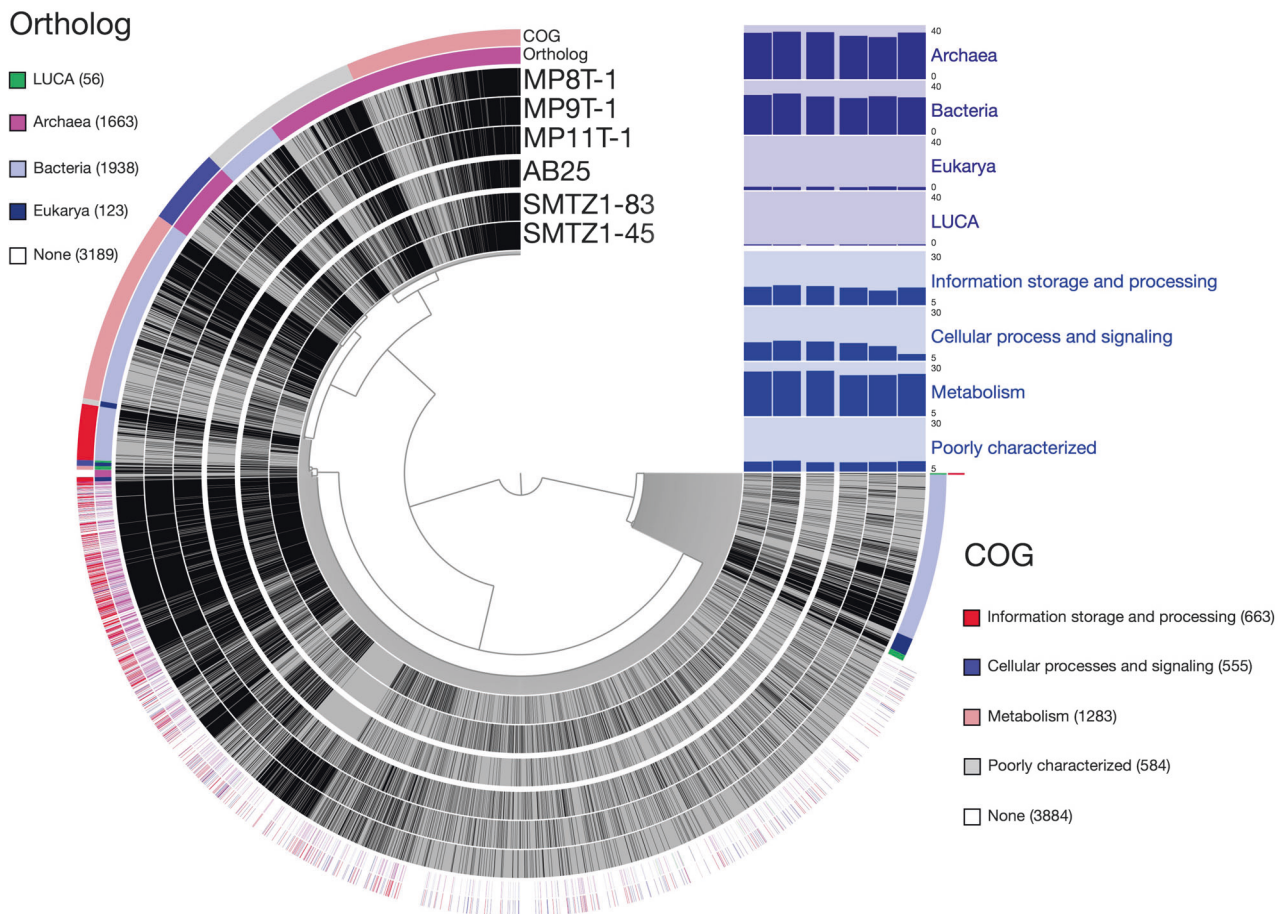 Ortholog
LUCA (56)
Archaea (1663)
Bacteria (1938)
Eukarya (123)
None (3189)
COG
Ortholog
MP8T-1
MP9T-1
MP11T-1
AB25
SMTZ1-83
SMTZ1-45
40
Archaea
0
40
Bacteria
0
40
Eukarya
0
40
LUCA
0
30
Information storage and processing
5
30
Cellular process and signaling
5
30
Metabolism
5
30
Poorly characterized
5
COG
Information storage and processing (663)
Cellular processes and signaling (555)
Metabolism (1283)
Poorly characterized (584)
None (3884)